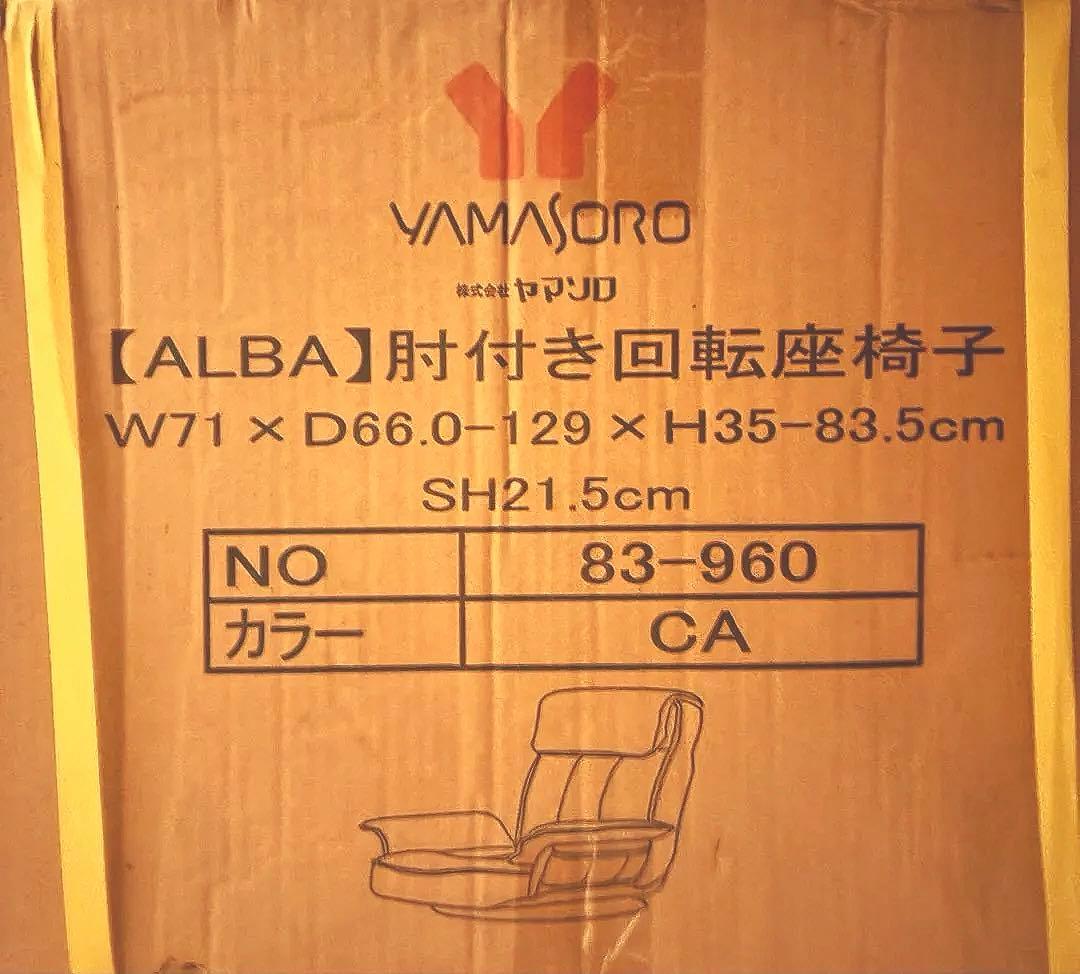 YAMASORO
株式会社ヤマソロ
【ALBA】肘付き回転座椅子
W71×D66.0-129×H35-83.5cm
SH21.5cm
NO 83-960
カラー CA